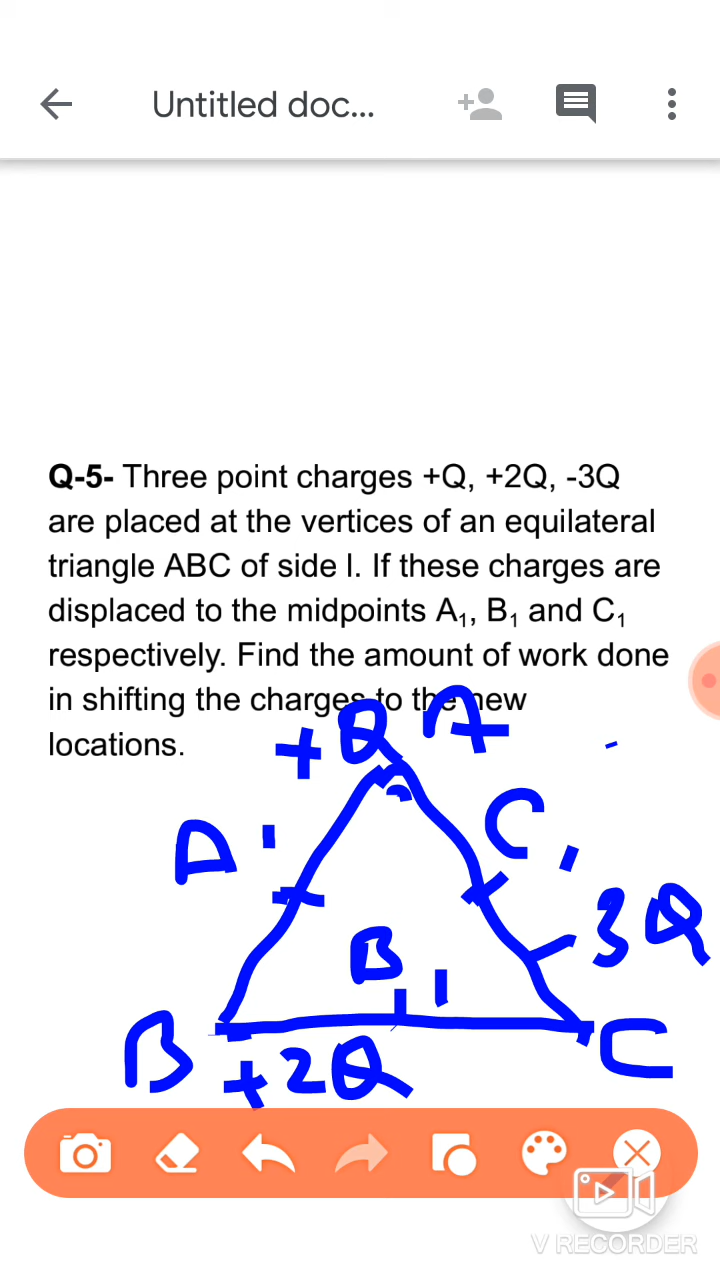 Untitled doc...
Q-5- Three point charges +Q, +2Q, -3Q
are placed at the vertices of an equilateral
triangle ABC of side l. If these charges are
displaced to the midpoints A₁, B₁ and C₁
respectively. Find the amount of work done
in shifting the charges to the new
locations.
+Q A
A1 C1
-3Q
B1
B C
+2Q
V RECORDER